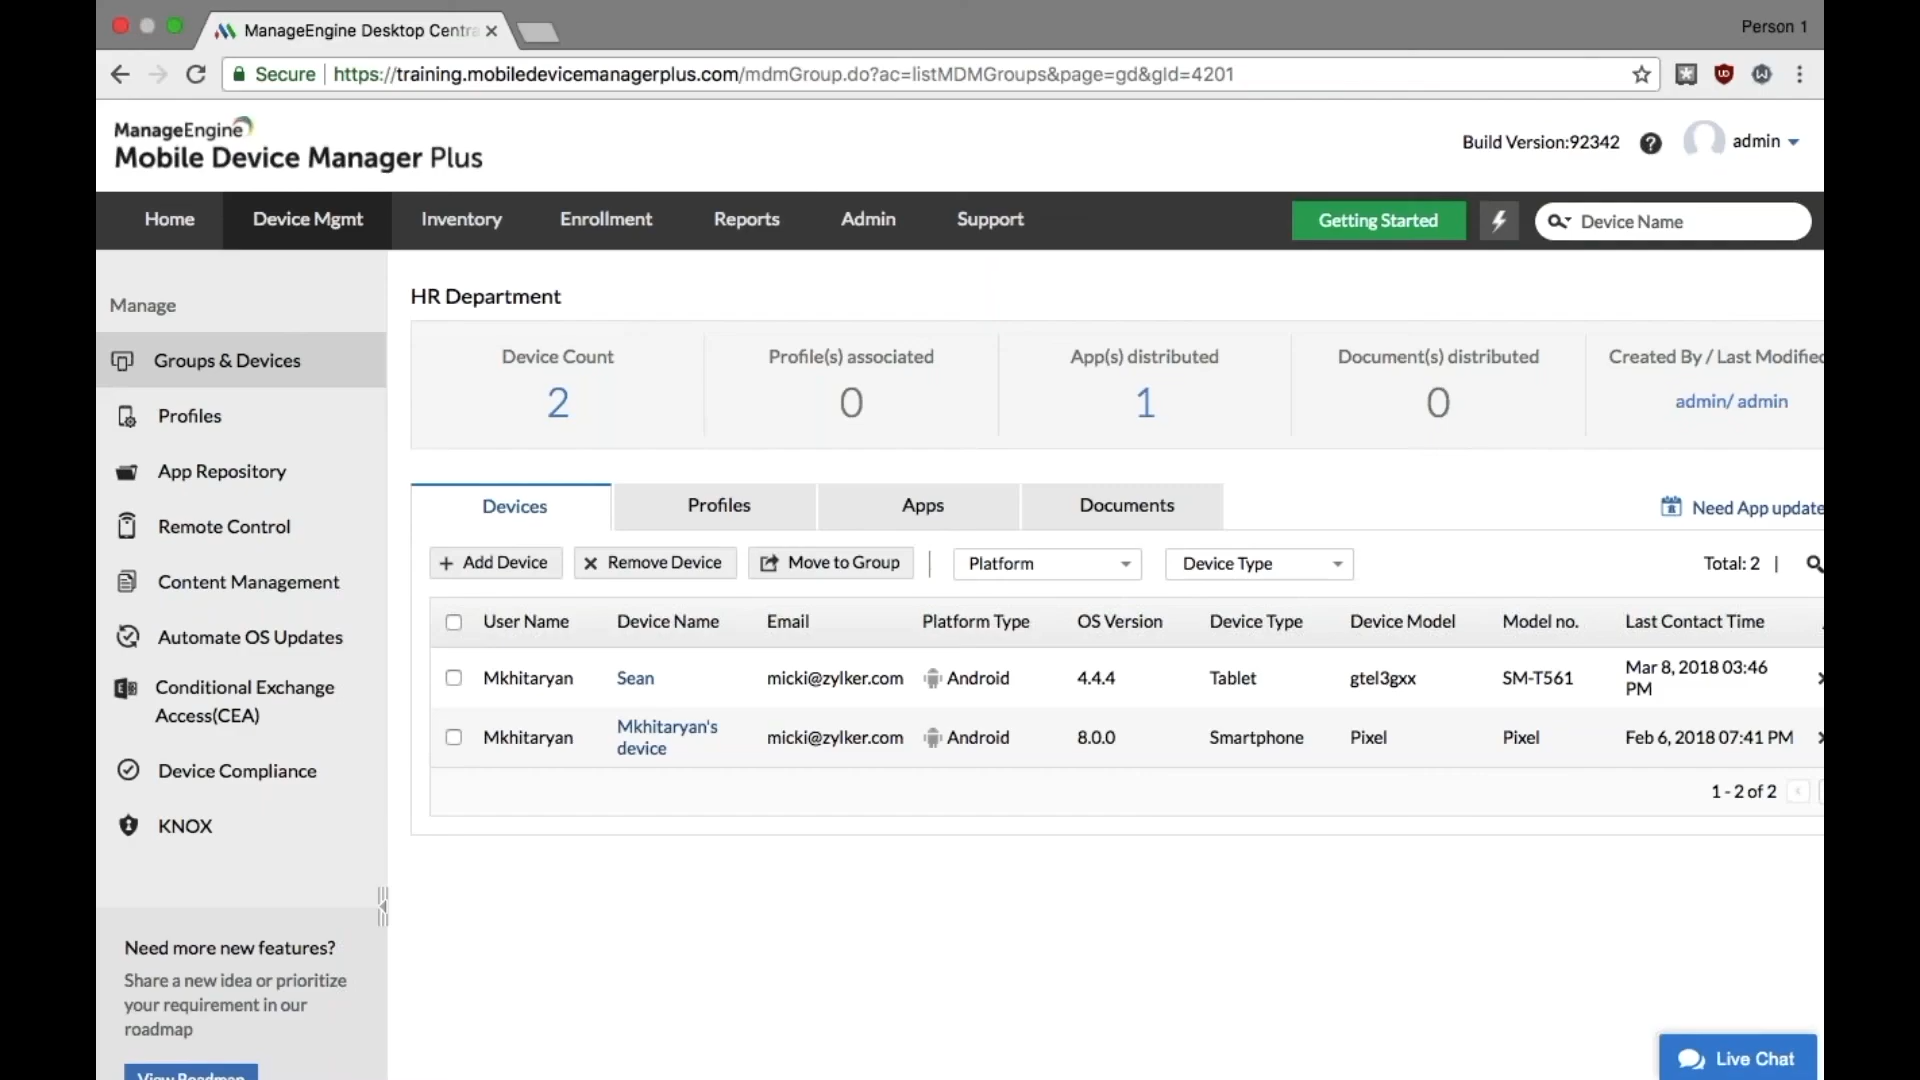 ManageEngine Desktop Centra
Person 1
Secure
https://training.mobiledevicemanagerplus.com/mdmGroup.do?ac=listMDMGroups&page=gd&gId=4201
ManageEngine
Mobile Device Manager Plus
Build Version:92342
admin
Home
Device Mgmt
Inventory
Enrollment
Reports
Admin
Support
Getting Started
Device Name
Manage
Groups & Devices
Profiles
App Repository
Remote Control
Content Management
Automate OS Updates
Conditional Exchange
Access(CEA)
Device Compliance
KNOX
Need more new features?
Share a new idea or prioritize
your requirement in our
roadmap
View Roadmap
HR Department
Device Count
2
Profile(s) associated
0
App(s) distributed
1
Document(s) distributed
0
Created By / Last Modified
admin/ admin
Devices
Profiles
Apps
Documents
Need App update
Add Device
Remove Device
Move to Group
Platform
Device Type
Total: 2 |
User Name Device Name Email Platform Type OS Version Device Type Device Model Model no. Last Contact Time
Mkhitaryan Sean micki@zylker.com Android 4.4.4 Tablet gtel3gxx SM-T561 Mar 8, 2018 03:46
PM
Mkhitaryan Mkhitaryan's micki@zylker.com Android 8.0.0 Smartphone Pixel Pixel Feb 6, 2018 07:41 PM
device
1 - 2 of 2
Live Chat